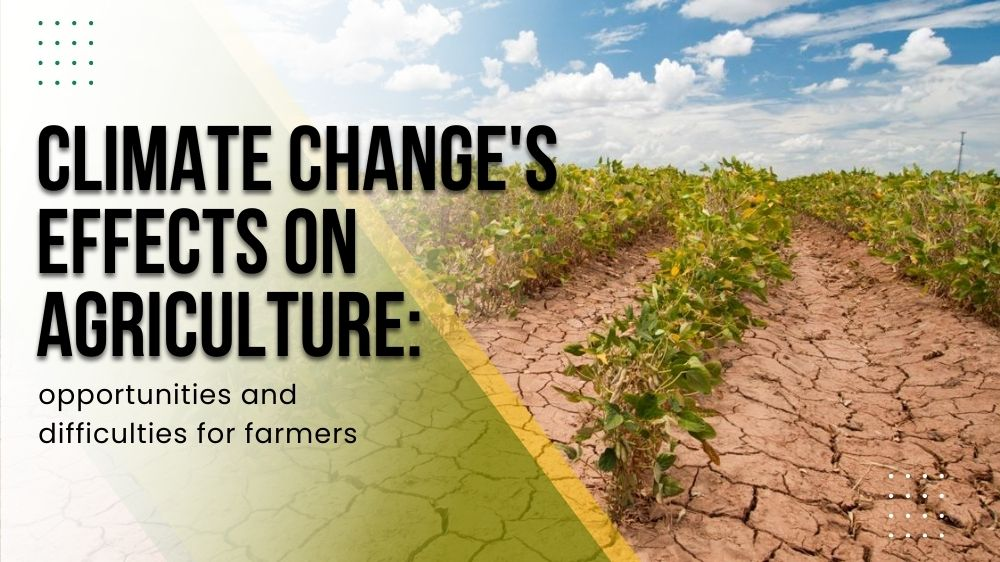 CLIMATE CHANGE'S
EFFECTS ON
AGRICULTURE:
opportunities and
difficulties for farmers